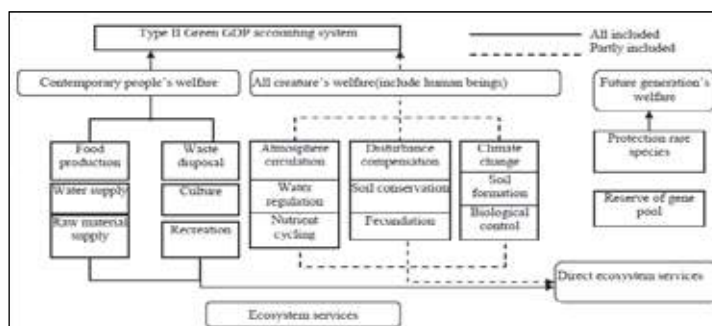 Type II Green GDP accounting system
All included
Partly included
Contemporary people's welfare
All creature's welfare(include human beings)
Future generation's
welfare
Food
production
Water supply
Raw material
supply
Waste
disposal
Culture
Recreation
Atmosphere
circulation
Water
regulation
Nutrient
cycling
Disturbance
compensation
Soil conservation
Fecundation
Climate
change
Soil
formation
Biological
control
Protection rare
species
Reserve of gene
pool
Direct ecosystem services
Ecosystem services